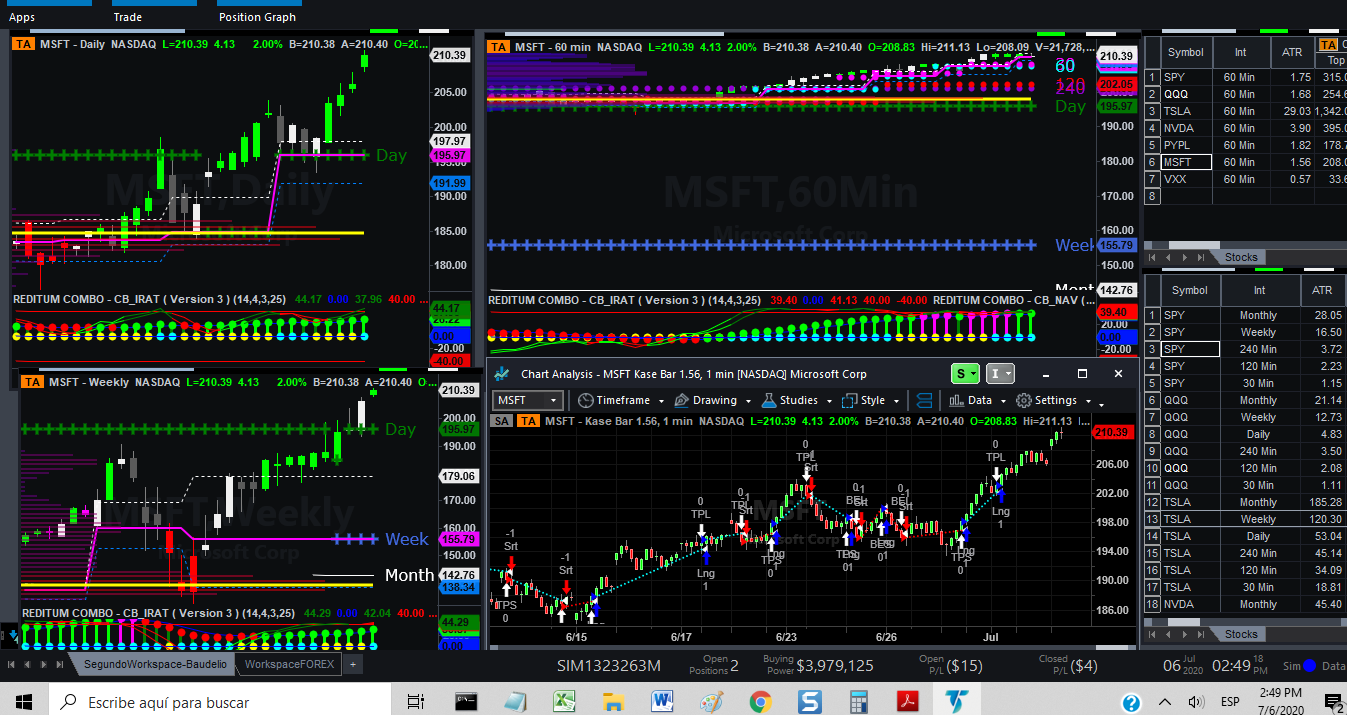 Apps Trade Position Graph
TA MSFT - Daily NASDAQ L=210.39 4.13 2.00% B=210.38 A=210.40 O=20...
210.39
205.00
200.00
197.97
195.97
Day
191.99
190.00
185.00
180.00
MSFT,Daily
REDITUM COMBO - CB_IRAT ( Version 3 ) (14,4,3,25) 44.17 0.00 37.96 40.00 ...
44.17
0.00
-20.00
-40.00
TA MSFT - Weekly NASDAQ L=210.39 4.13 2.00% B=210.38 A=210.40 O...
210.39
200.00
195.97
Day
190.00
179.06
170.00
160.00
155.79
Week
150.00
Month
142.76
138.34
MSFT,Weekly
Microsoft Corp
REDITUM COMBO - CB_IRAT ( Version 3 ) (14,4,3,25) 44.29 0.00 42.04 40.00 ...
44.29
0.00
TA MSFT - 60 min NASDAQ L=210.39 4.13 2.00% B=210.38 A=210.40 O=208.83 Hi=211.13 Lo=208.09 V=21,728,...
210.39
60
120
240
202.05
Day
195.97
190.00
180.00
170.00
160.00
Week
155.79
150.00
Mont
142.76
MSFT,60Min
Microsoft Corp
REDITUM COMBO - CB_IRAT ( Version 3 ) (14,4,3,25) 39.40 0.00 41.13 40.00 -40.00 REDITUM COMBO - CB_NAV (
39.40
20.00
0.00
-20.00
Chart Analysis - MSFT Kase Bar 1.56, 1 min [NASDAQ] Microsoft Corp S I
MSFT Timeframe Drawing Studies Style Data Settings
SA TA MSFT - Kase Bar 1.56, 1 min NASDAQ L=210.39 4.13 2.00% B=210.38 A=210.40 O=208.83 Hi=211.13 l...
210.39
206.00
202.00
198.00
194.00
190.00
186.00
-1
Srt
TPS
0
-1
Srt
0
TPL
Lng
1
0
TPL
Srt
TPS
0
0
TPL
Srt
TPS
BEL
Srt
Lng
BEL
Srt
TPS
0
0
TPL
Lng
1
6/15 6/17 6/23 6/26 Jul
Symbol Int ATR TA
Top
1 SPY 60 Min 1.75 315.0
2 QQQ 60 Min 1.68 254.6
3 TSLA 60 Min 29.03 1,342.0
4 NVDA 60 Min 3.90 395.0
5 PYPL 60 Min 1.82 178.7
6 MSFT 60 Min 1.56 208.0
7 VXX 60 Min 0.57 33.6
8
Stocks
Symbol Int ATR
1 SPY Monthly 28.05
2 SPY Weekly 16.50
3 SPY 240 Min 3.72
4 SPY 120 Min 2.23
5 SPY 30 Min 1.15
6 QQQ Monthly 21.14
7 QQQ Weekly 12.73
8 QQQ Daily 4.83
9 QQQ 240 Min 3.50
10 QQQ 120 Min 2.08
11 QQQ 30 Min 1.11
12 TSLA Monthly 185.28
13 TSLA Weekly 120.30
14 TSLA Daily 53.04
15 TSLA 240 Min 45.14
16 TSLA 120 Min 34.09
17 TSLA 30 Min 18.81
18 NVDA Monthly 45.40
Stocks
SegundoWorkspace-Baudelio WorkspaceFOREX +
SIM1323263M Open Positions 2 Buying Power $3,979,125 Open P/L ($15) Closed P/L ($4) 06 Jul 2020 02:49 18 PM Sim Data
Escribe aquí para buscar
ESP 2:49 PM
7/6/2020
2